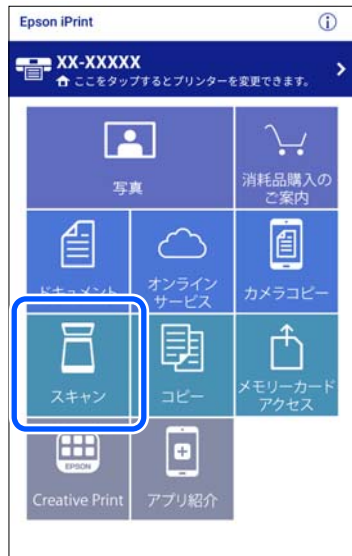 Epson iPrint
XX-XXXXX
ここをタップするとプリンターを変更できます。
写真
消耗品購入の
ご案内
ドキュメント
オンライン
サービス
カメラコピー
スキャン
コピー
メモリーカード
アクセス
EPSON
Creative Print
アプリ紹介